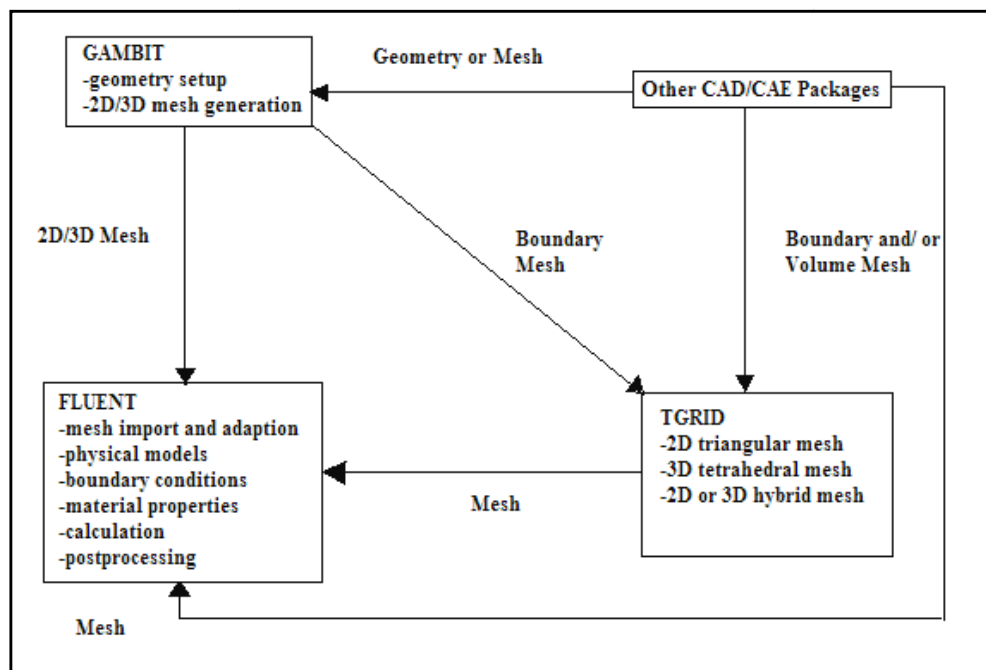 GAMBIT
-geometry setup
-2D/3D mesh generation
Geometry or Mesh
Other CAD/CAE Packages
2D/3D Mesh
Boundary
Mesh
Boundary and/ or
Volume Mesh
FLUENT
-mesh import and adaption
-physical models
-boundary conditions
-material properties
-calculation
-postprocessing
TGRID
-2D triangular mesh
-3D tetrahedral mesh
-2D or 3D hybrid mesh
Mesh
Mesh